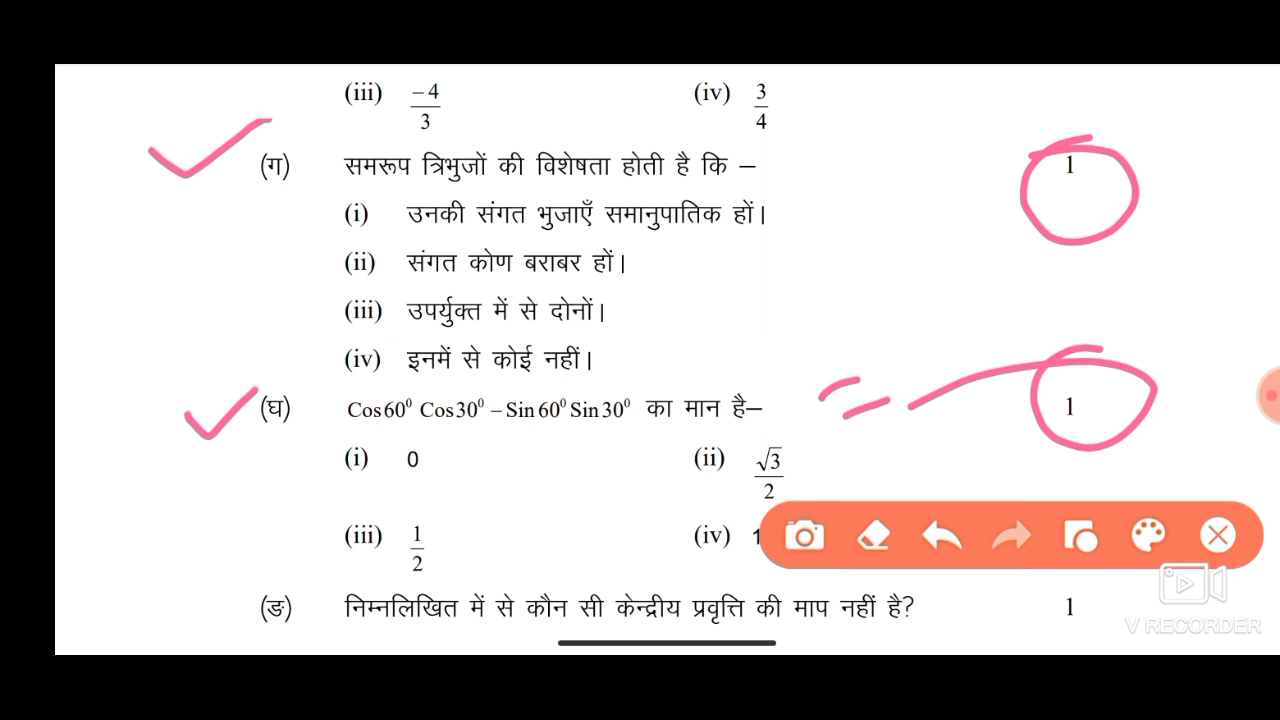 (iii) -4/3 (iv) 3/4
(ग) समरूप त्रिभुजों की विशेषता होती है कि – 1
(i) उनकी संगत भुजाएँ समानुपातिक हों।
(ii) संगत कोण बराबर हों।
(iii) उपर्युक्त में से दोनों।
(iv) इनमें से कोई नहीं।
(घ) Cos60⁰ Cos30⁰ – Sin60⁰ Sin30⁰ का मान है– 1
(i) 0 (ii) √3/2
(iii) 1/2 (iv) 1
(ङ) निम्नलिखित में से कौन सी केन्द्रीय प्रवृत्ति की माप नहीं है? 1
V RECORDER